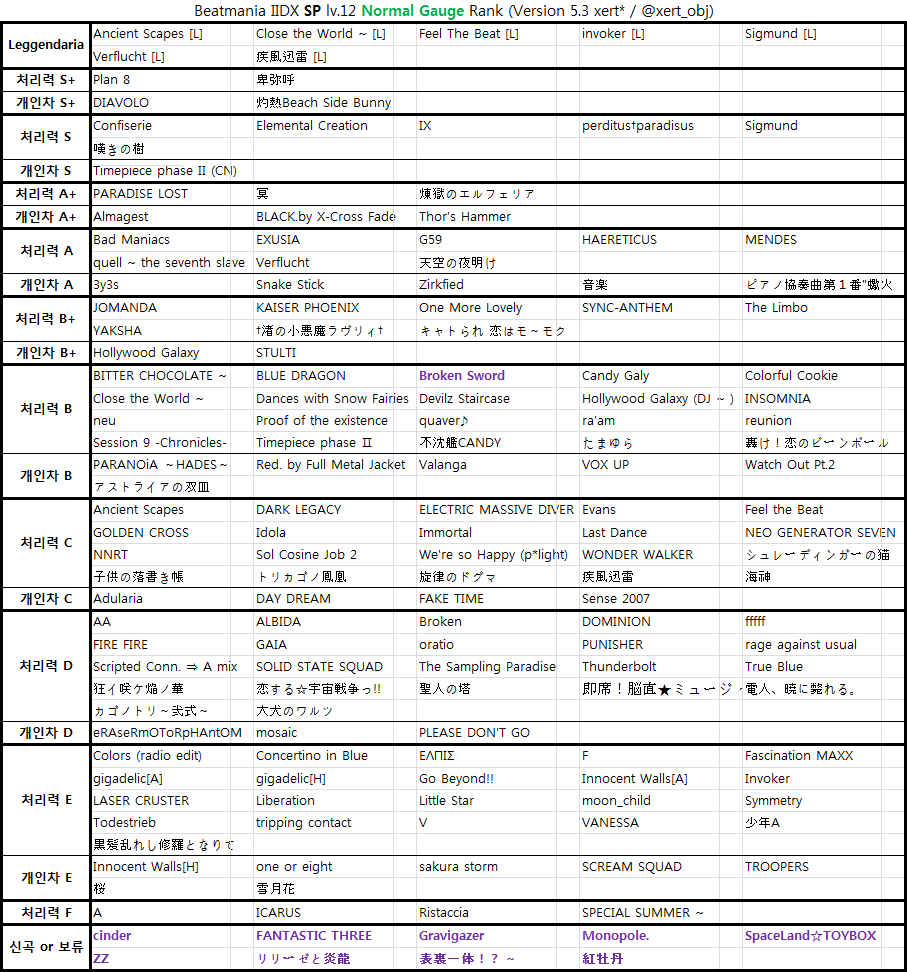 Beatmania IIDX SP lv.12 Normal Gauge Rank (Version 5.3 xert* / @xert_obj)
Leggendaria
Ancient Scapes [L] Close the World ~ [L] Feel The Beat [L] invoker [L] Sigmund [L]
Verflucht [L] 疾風迅雷 [L]
처리력 S+ Plan 8 卑弥呼
개인차 S+ DIAVOLO 灼熱Beach Side Bunny
처리력 S
Confiserie Elemental Creation IX perditus†paradisus Sigmund
嘆きの樹
개인차 S Timepiece phase II (CN)
처리력 A+ PARADISE LOST 冥 煉獄のエルフェリア
개인차 A+ Almagest BLACK.by X-Cross Fade Thor's Hammer
처리력 A
Bad Maniacs EXUSIA G59 HAERETICUS MENDES
quell ~ the seventh slave Verflucht 天空の夜明け
개인차 A 3y3s Snake Stick Zirkfied 音楽 ピアノ協奏曲第１番"蠍火
처리력 B+
JOMANDA KAISER PHOENIX One More Lovely SYNC-ANTHEM The Limbo
YAKSHA †渚の小悪魔ラヴリィ† キャトられ 恋はモ～モク
개인차 B+ Hollywood Galaxy STULTI
처리력 B
BITTER CHOCOLATE ~ BLUE DRAGON Broken Sword Candy Galy Colorful Cookie
Close the World ~ Dances with Snow Fairies Devilz Staircase Hollywood Galaxy (DJ ~ ) INSOMNIA
neu Proof of the existence quaver♪ ra'am reunion
Session 9 -Chronicles- Timepiece phase Ⅱ 不沈艦CANDY たまゆら 轟け！恋のビーンボール
개인차 B
PARANOiA ～HADES～ Red. by Full Metal Jacket Valanga VOX UP Watch Out Pt.2
アストライアの双皿
처리력 C
Ancient Scapes DARK LEGACY ELECTRIC MASSIVE DIVER Evans Feel the Beat
GOLDEN CROSS Idola Immortal Last Dance NEO GENERATOR SEVEN
NNRT Sol Cosine Job 2 We're so Happy (p*light) WONDER WALKER シュレーディンガーの猫
子供の落書き帳 トリカゴノ鳳凰 旋律のドグマ 疾風迅雷 海神
개인차 C Adularia DAY DREAM FAKE TIME Sense 2007
처리력 D
AA ALBIDA Broken DOMINION fffff
FIRE FIRE GAIA oratio PUNISHER rage against usual
Scripted Conn. ⇒ A mix SOLID STATE SQUAD The Sampling Paradise Thunderbolt True Blue
狂イ咲ケ焔ノ華 恋する☆宇宙戦争っ!! 聖人の塔 即席！脳直★ミュージ 電人、暁に斃れる。
カゴノトリ～弐式～ 大犬のワルツ
개인차 D eRAseRmOToRpHAntOM mosaic PLEASE DON'T GO
처리력 E
Colors (radio edit) Concertino in Blue ΕΛΠΙΣ F Fascination MAXX
gigadelic[A] gigadelic[H] Go Beyond!! Innocent Walls[A] Invoker
LASER CRUSTER Liberation Little Star moon_child Symmetry
Todestrieb tripping contact V VANESSA 少年A
黒髪乱れし修羅となりて
개인차 E
Innocent Walls[H] one or eight sakura storm SCREAM SQUAD TROOPERS
桜 雪月花
처리력 F A ICARUS Ristaccia SPECIAL SUMMER ~
신곡 or 보류
cinder FANTASTIC THREE Gravigazer Monopole. SpaceLand☆TOYBOX
ZZ リリーゼと炎龍 表裏一体！？～ 紅牡丹